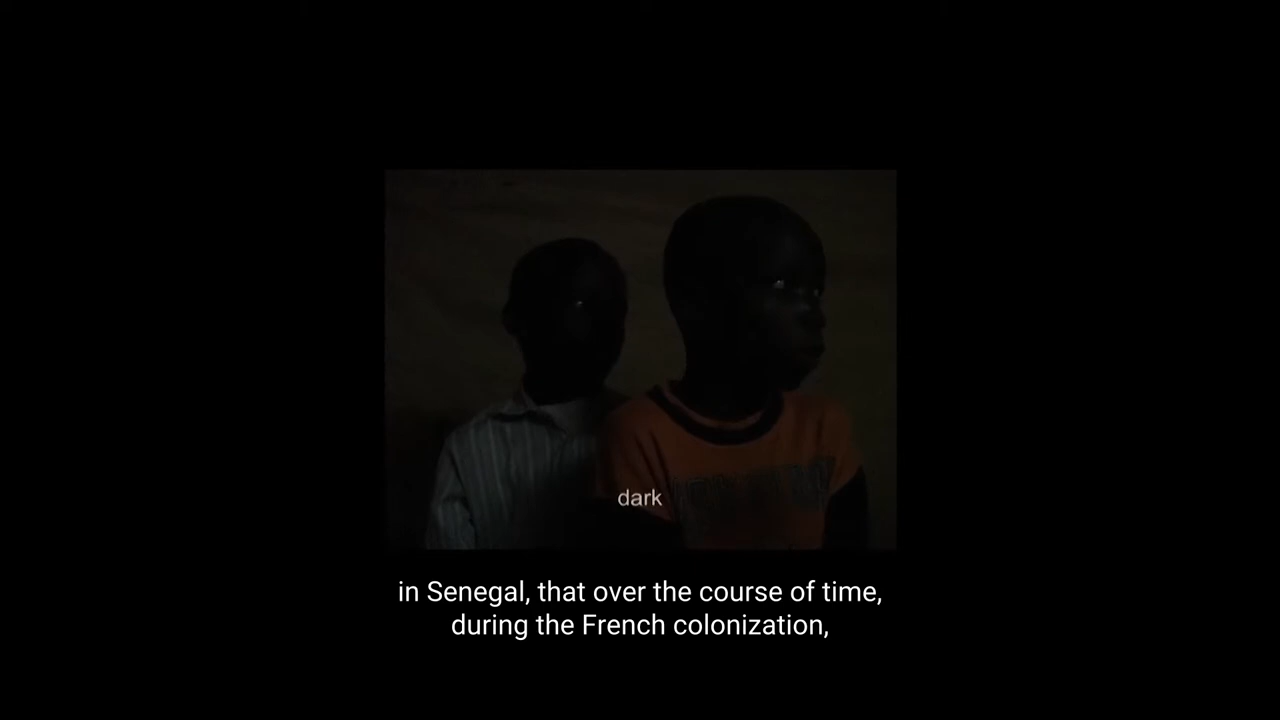 dark
in Senegal, that over the course of time,
during the French colonization,